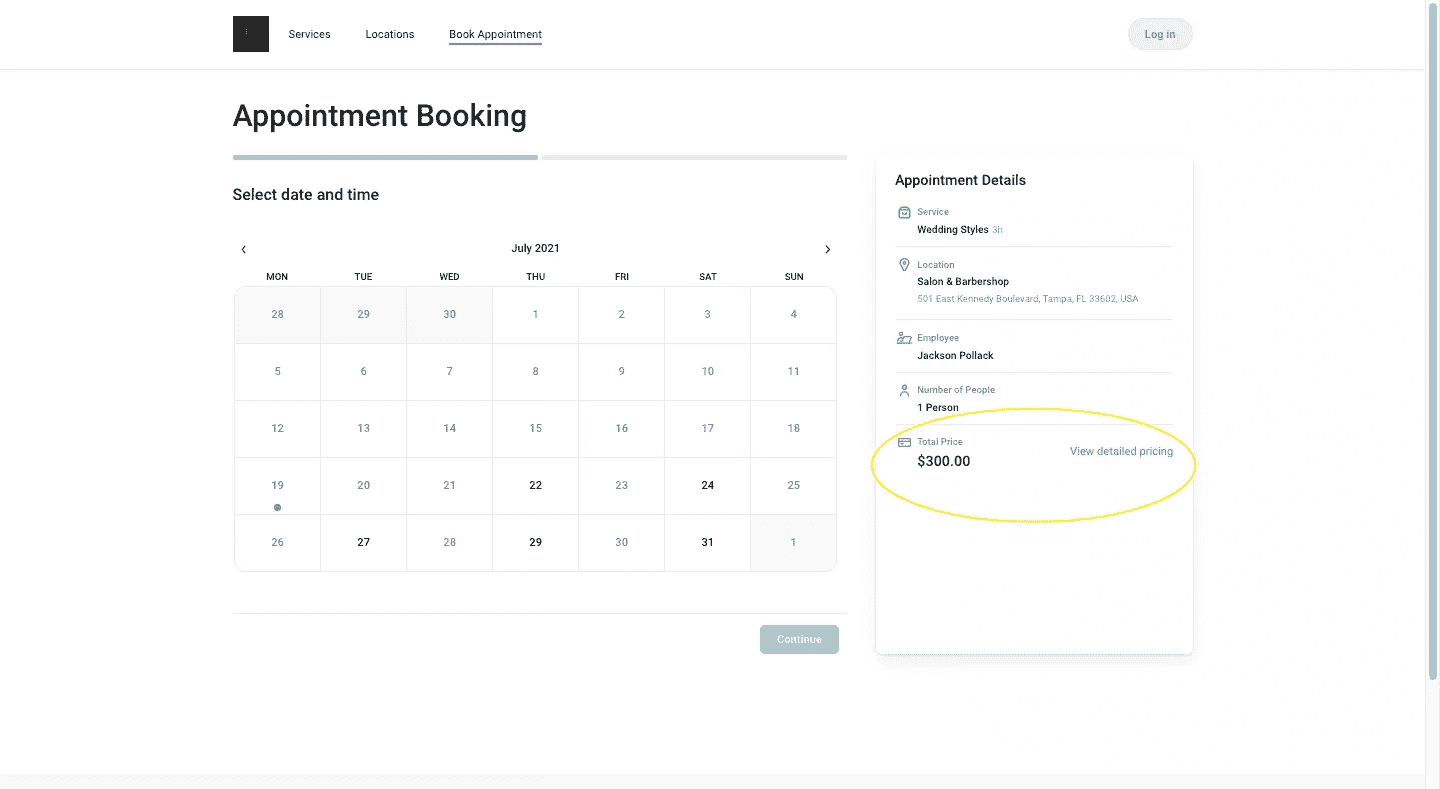 Services Locations Book Appointment Log in
Appointment Booking
Select date and time
July 2021
MON TUE WED THU FRI SAT SUN
28 29 30 1 2 3 4
5 6 7 8 9 10 11
12 13 14 15 16 17 18
19 20 21 22 23 24 25
26 27 28 29 30 31 1
Continue
Appointment Details
Service
Wedding Styles 3h
Location
Salon & Barbershop
501 East Kennedy Boulevard, Tampa, FL 33602, USA
Employee
Jackson Pollack
Number of People
1 Person
Total Price
$300.00
View detailed pricing